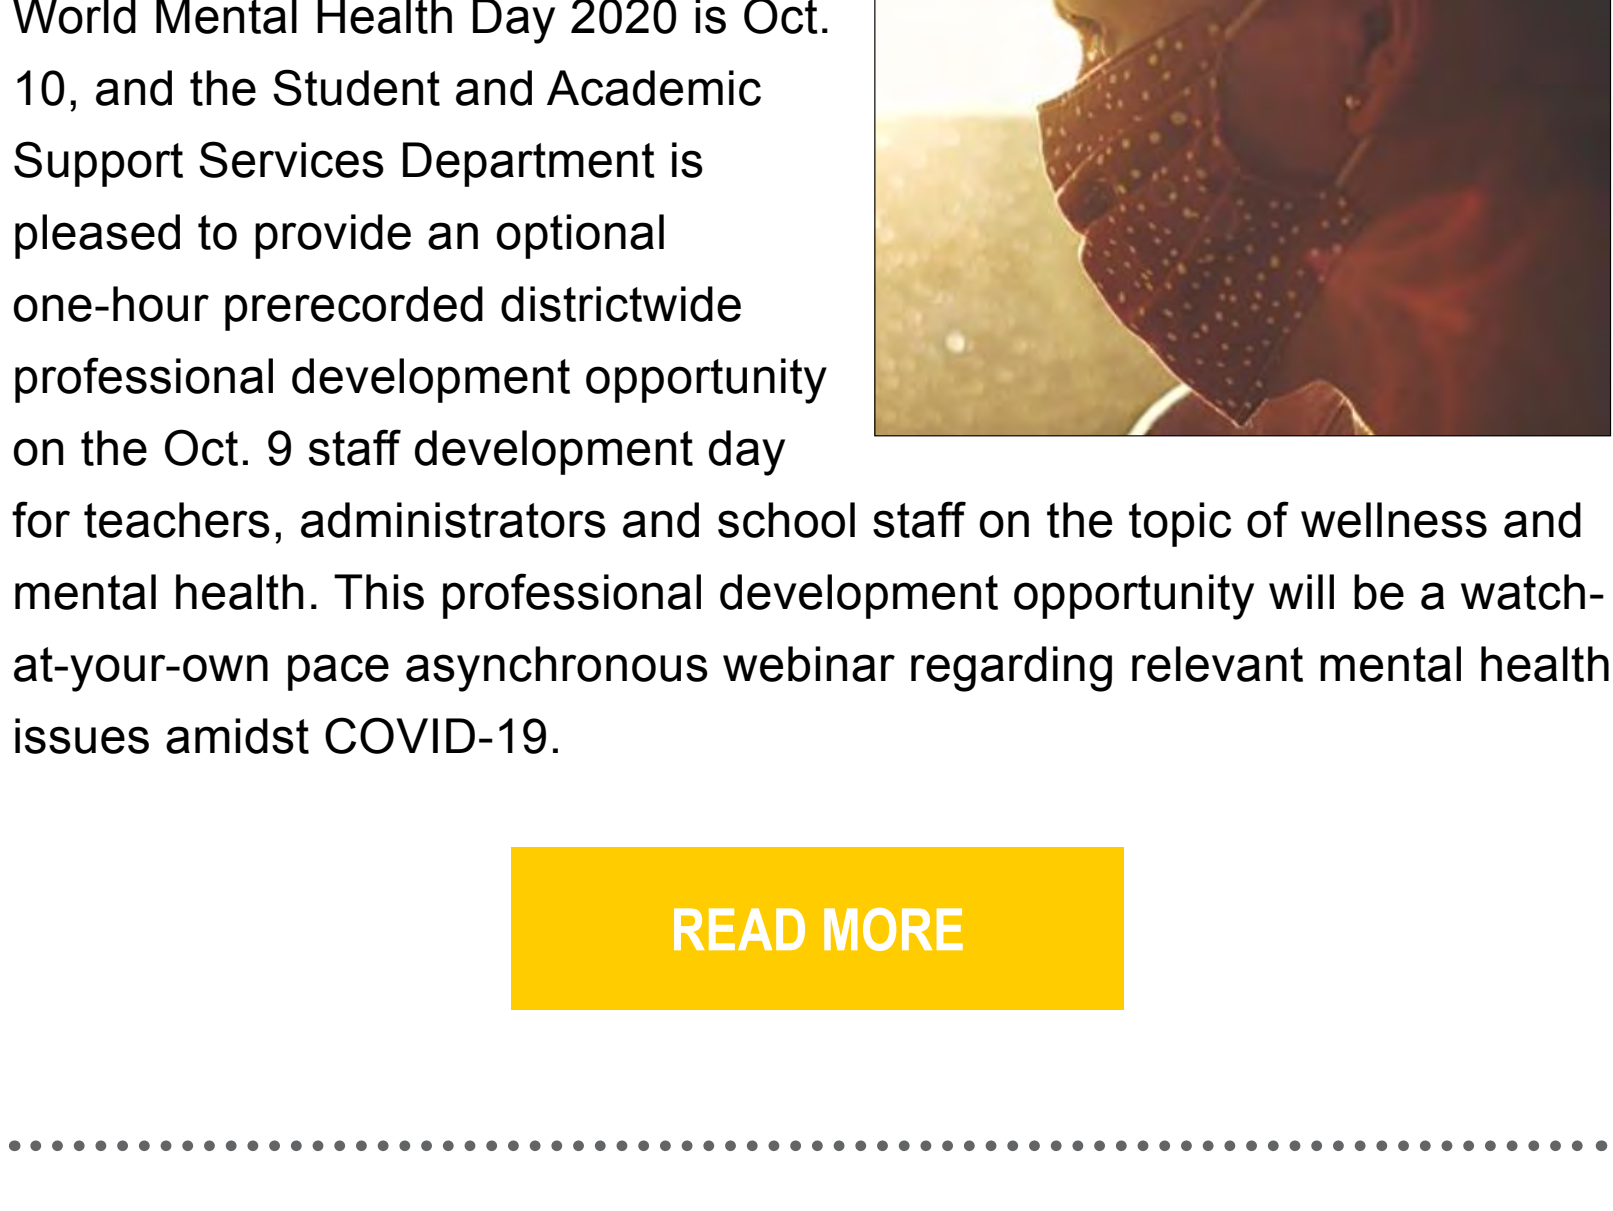 World Mental Health Day 2020 is Oct.
10, and the Student and Academic
Support Services Department is
pleased to provide an optional
one-hour prerecorded districtwide
professional development opportunity
on the Oct. 9 staff development day
for teachers, administrators and school staff on the topic of wellness and
mental health. This professional development opportunity will be a watch-
at-your-own pace asynchronous webinar regarding relevant mental health
issues amidst COVID-19.
READ MORE